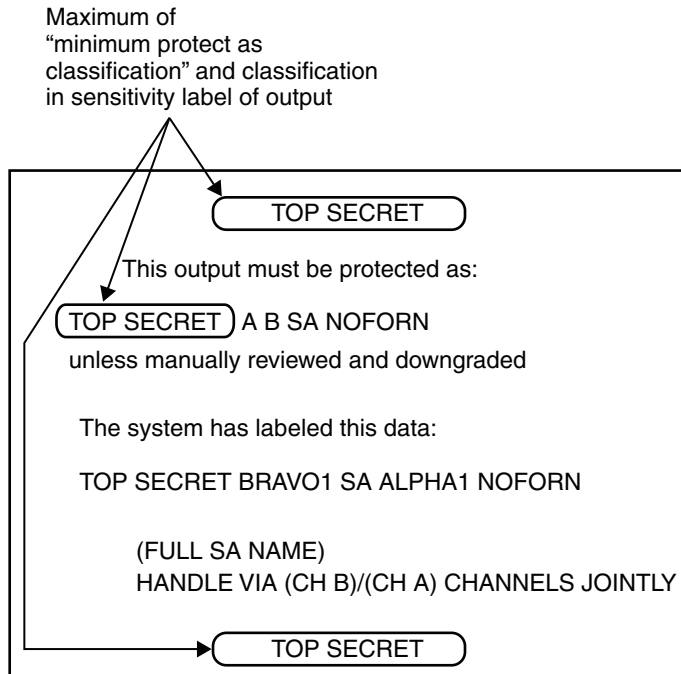 Maximum of
“minimum protect as
classification” and classification
in sensitivity label of output
TOP SECRET
This output must be protected as:
TOP SECRET A B SA NOFORN
unless manually reviewed and downgraded
The system has labeled this data:
TOP SECRET BRAVO1 SA ALPHA1 NOFORN
(FULL SA NAME)
HANDLE VIA (CH B)/(CH A) CHANNELS JOINTLY
TOP SECRET